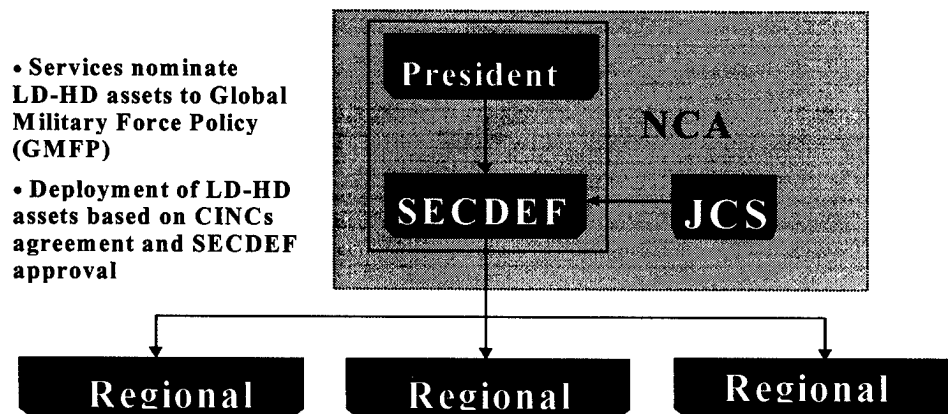 • Services nominate
LD-HD assets to Global
Military Force Policy
(GMFP)
• Deployment of LD-HD
assets based on CINCs
agreement and SECDEF
approval
President
NCA
SECDEF
JCS
Regional
Regional
Regional